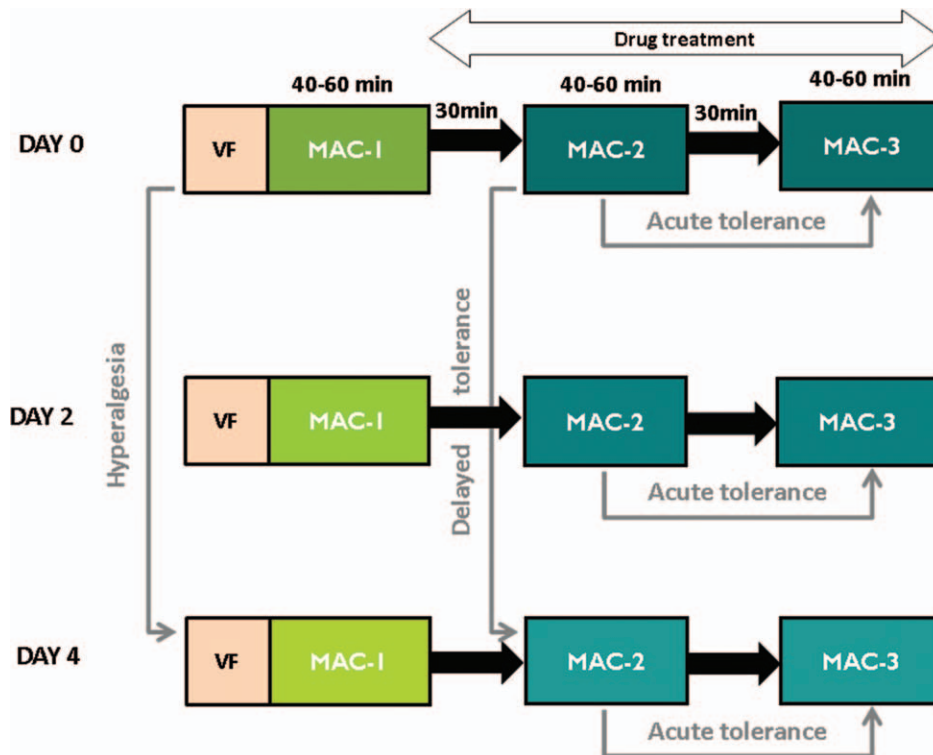 Drug treatment
40-60 min
40-60 min
40-60 min
DAY 0
VF
MAC-1
30min
MAC-2
30min
MAC-3
Acute tolerance
Hyperalgesia
Delayed tolerance
DAY 2
VF
MAC-1
MAC-2
MAC-3
Acute tolerance
DAY 4
VF
MAC-1
MAC-2
MAC-3
Acute tolerance